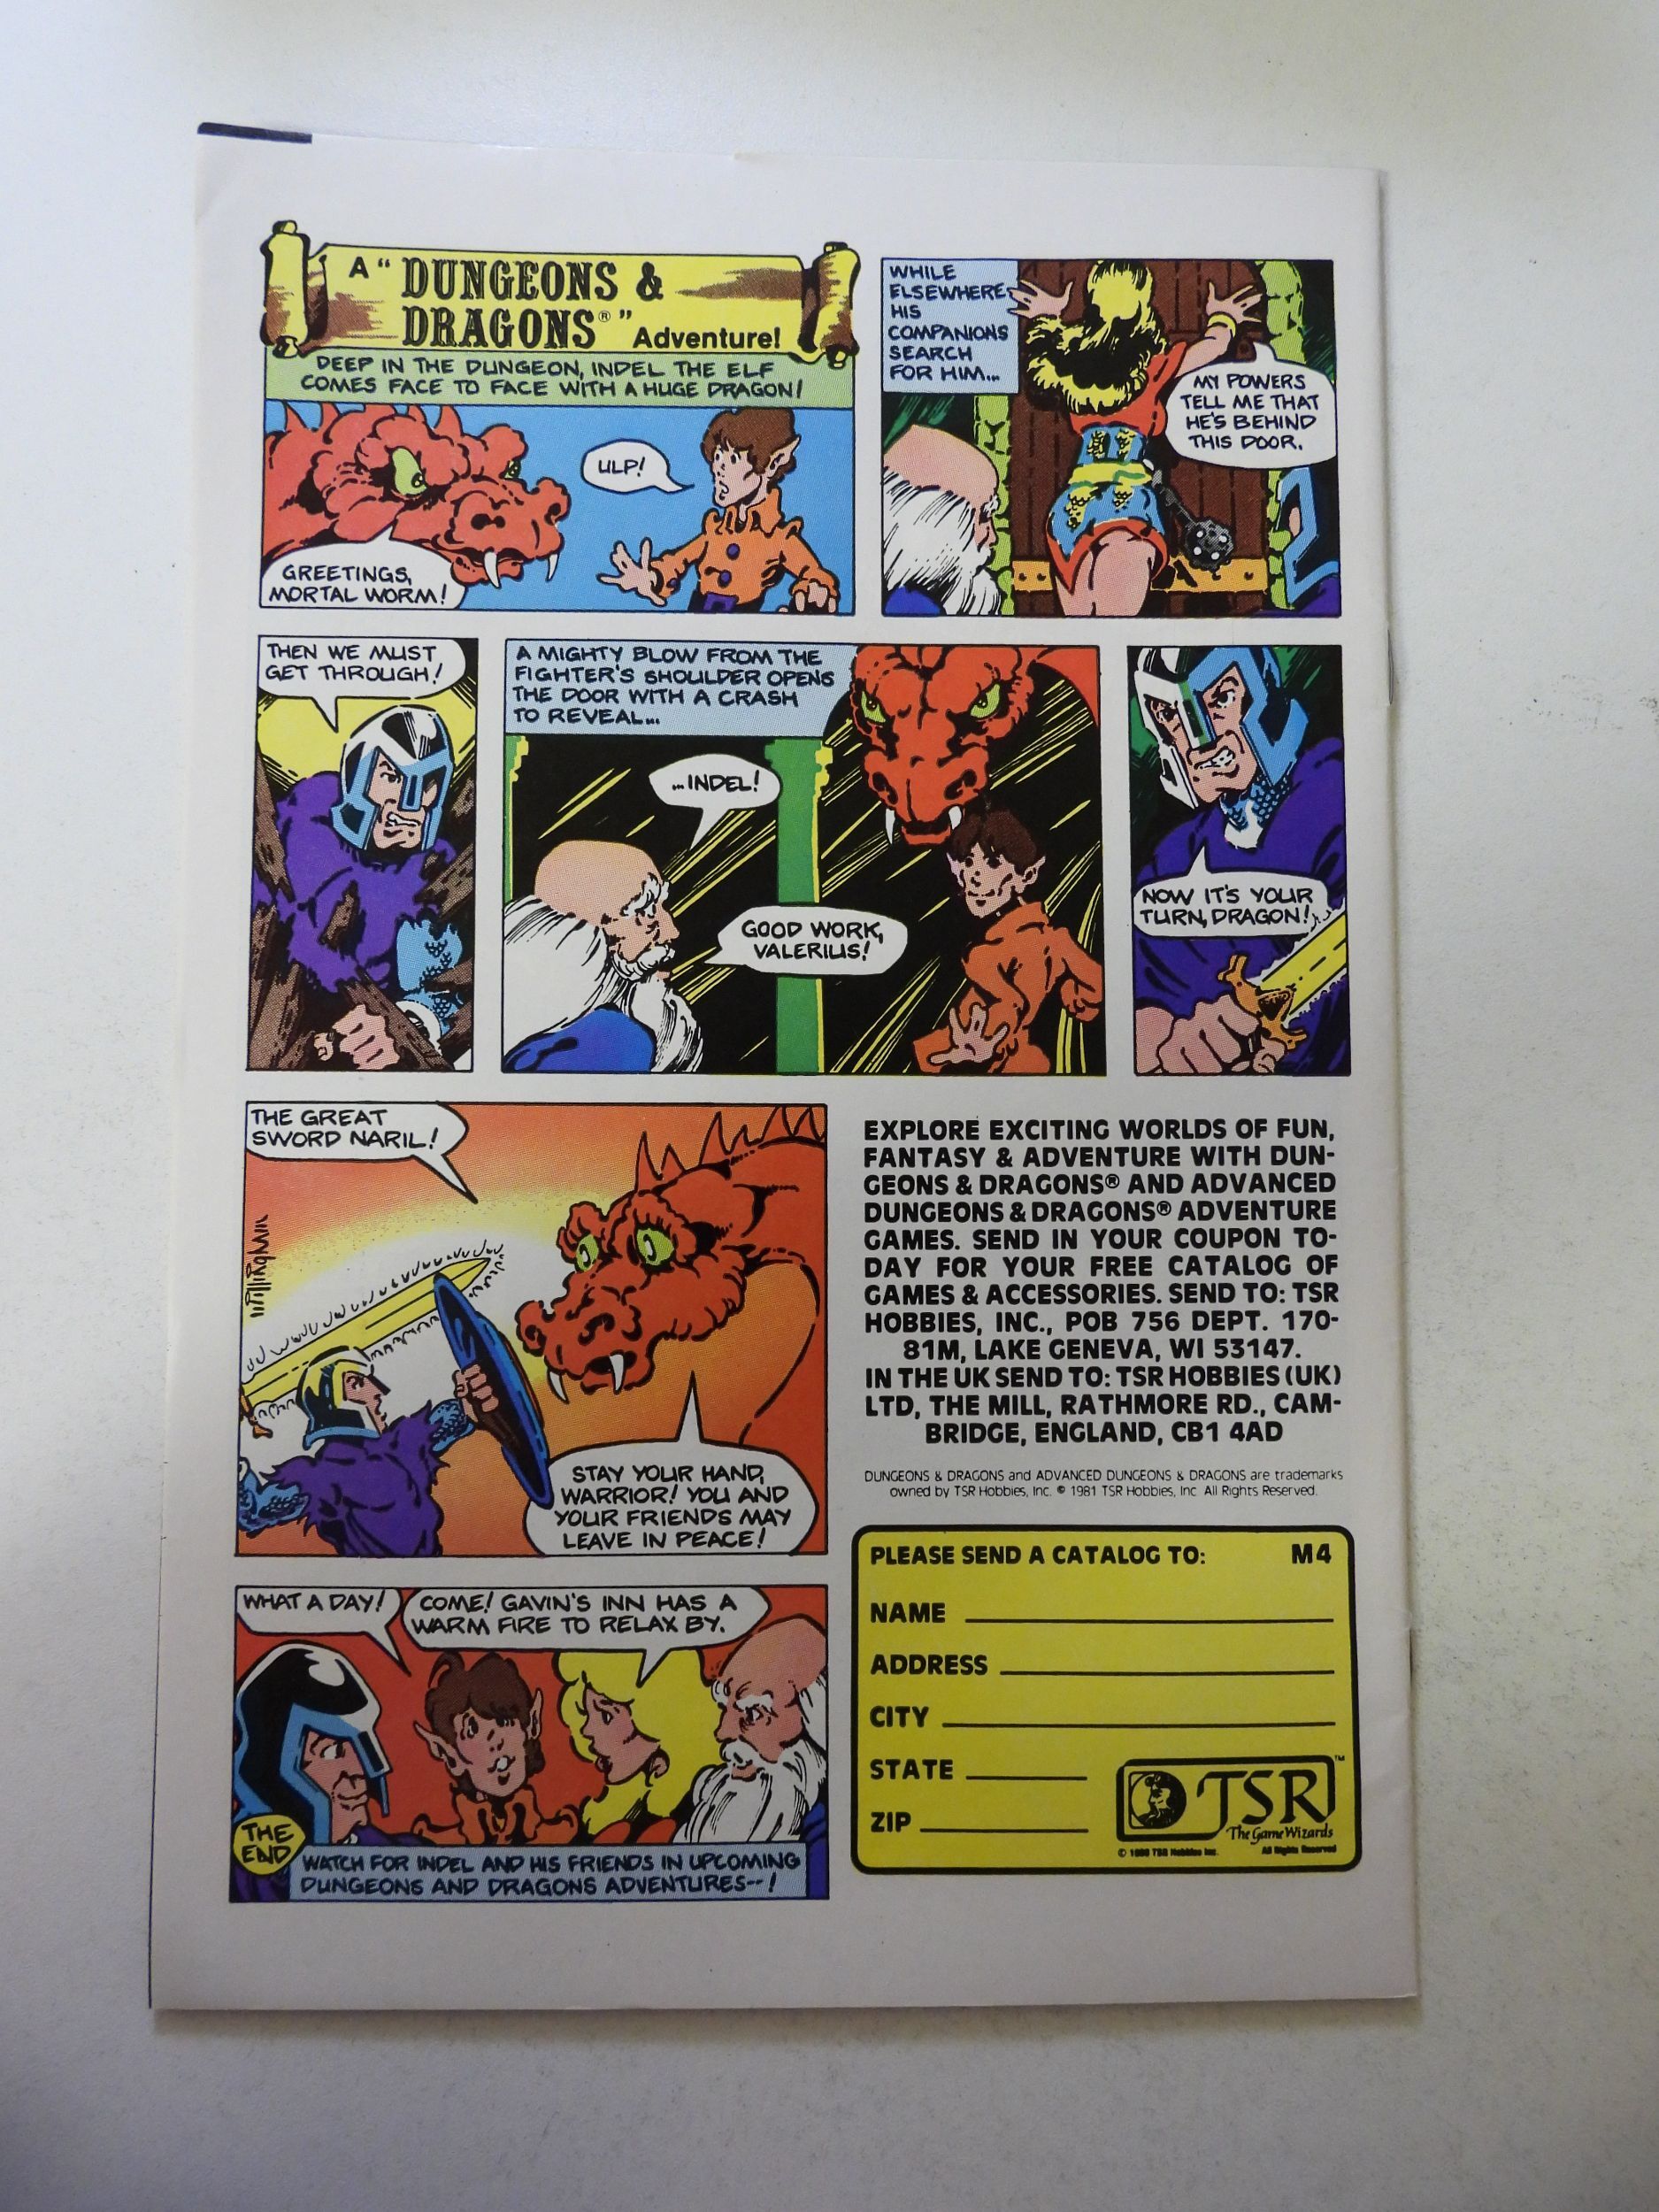 A "DUNGEONS &
DRAGONS®" Adventure!
DEEP IN THE DUNGEON, INDEL THE ELF
COMES FACE TO FACE WITH A HUGE DRAGON!
ULP!
GREETINGS,
MORTAL WORM!
WHILE
ELSEWHERE
HIS
COMPANIONS
SEARCH
FOR HIM...
MY POWERS
TELL ME THAT
HE'S BEHIND
THIS DOOR.
THEN WE MUST
GET THROUGH!
A MIGHTY BLOW FROM THE
FIGHTER'S SHOULDER OPENS
THE DOOR WITH A CRASH
TO REVEAL...
...INDEL!
GOOD WORK,
VALERIUS!
NOW IT'S YOUR
TURN, DRAGON!
THE GREAT
SWORD NARIL!
Willingham
STAY YOUR HAND,
WARRIOR! YOU AND
YOUR FRIENDS MAY
LEAVE IN PEACE!
WHAT A DAY!
COME! GAVIN'S INN HAS A
WARM FIRE TO RELAX BY.
THE
END
WATCH FOR INDEL AND HIS FRIENDS IN UPCOMING
DUNGEONS AND DRAGONS ADVENTURES--!
EXPLORE EXCITING WORLDS OF FUN,
FANTASY & ADVENTURE WITH DUN-
GEONS & DRAGONS® AND ADVANCED
DUNGEONS & DRAGONS® ADVENTURE
GAMES. SEND IN YOUR COUPON TO-
DAY FOR YOUR FREE CATALOG OF
GAMES & ACCESSORIES. SEND TO: TSR
HOBBIES, INC., POB 756 DEPT. 170-
81M, LAKE GENEVA, WI 53147.
IN THE UK SEND TO: TSR HOBBIES (UK)
LTD, THE MILL, RATHMORE RD., CAM-
BRIDGE, ENGLAND, CB1 4AD
DUNGEONS & DRAGONS and ADVANCED DUNGEONS & DRAGONS are trademarks
owned by TSR Hobbies, Inc. © 1981 TSR Hobbies, Inc. All Rights Reserved.
PLEASE SEND A CATALOG TO: M4
NAME
ADDRESS
CITY
STATE
ZIP
TSR™
The Game Wizards
© 1980 TSR Hobbies Inc. All Rights Reserved